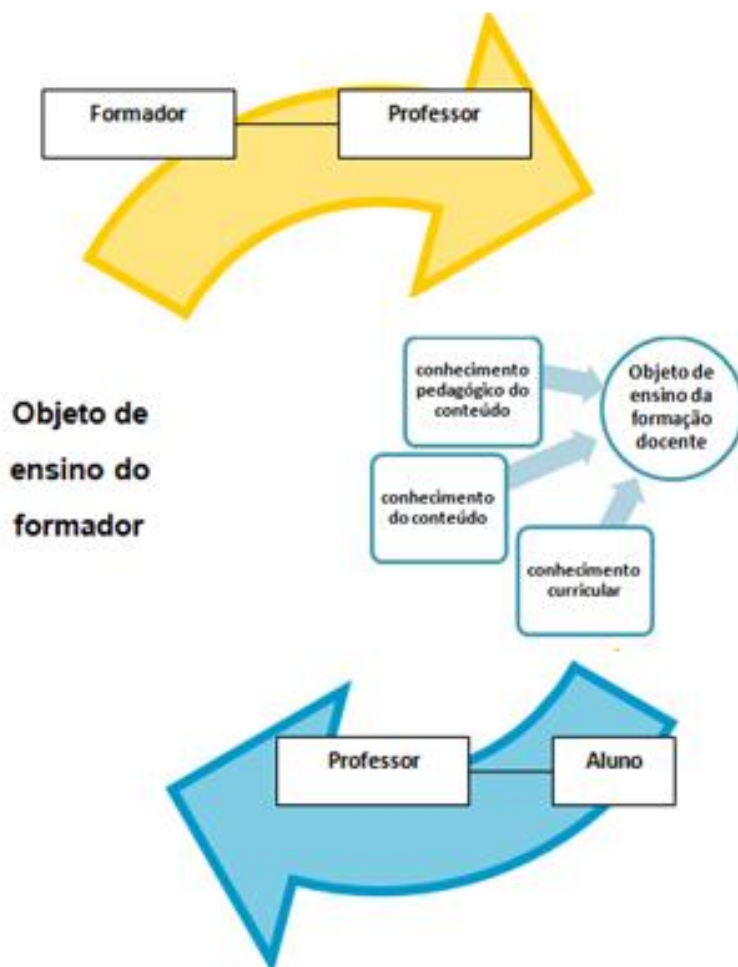 Formador
Professor
conhecimento
pedagógico do
conteúdo
Objeto de
ensino da
formação
docente
Objeto de
ensino do
formador
conhecimento
do conteúdo
conhecimento
curricular
Professor
Aluno